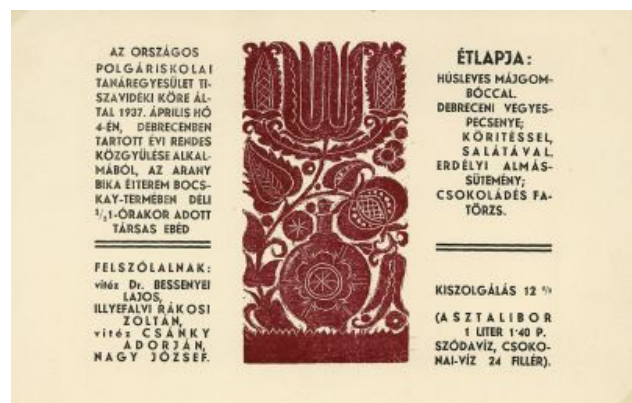 AZ ORSZÁGOS
POLGÁRISKOLAI
TANÁREGYESÜLET TI-
SZAVIDÉKI KÖRE ÁL-
TAL 1937. ÁPRILIS HÓ
4-ÉN, DEBRECENBEN
TARTOTT ÉVI RENDES
KÖZGYŰLÉSE ALKAL-
MÁBÓL, AZ ARANY
BIKA ÉTTEREM BOCS-
KAY-TERMÉBEN DÉLI
½1-ÓRAKOR ADOTT
TÁRSAS EBÉD
FELSZÓLALNAK:
vitéz Dr. BESSENYEI
LAJOS,
ILLYEFALVI RÁKOSI
ZOLTÁN,
vitéz CSÁNKY
ADORJÁN,
NAGY JÓZSEF.
ÉTLAPJA:
HÚSLEVES MÁJGOM-
BÓCCAL.
DEBRECENI VEGYES-
PECSENYE;
KÖRITÉSSEL,
SALÁTÁVAL.
ERDÉLYI ALMÁS-
SÜTEMÉNY;
CSOKOLÁDÉS FA-
TÖRZS.
KISZOLGÁLÁS 12 %
(ASZTALIBOR
1 LITER 1·40 P.
SZÓDAVÍZ, CSOKO-
NAI-VÍZ 24 FILLÉR).